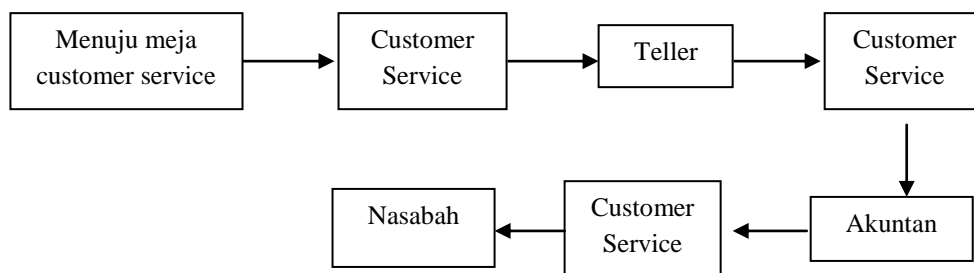 Menuju meja
customer service
Customer
Service
Teller
Customer
Service
Akuntan
Customer
Service
Nasabah